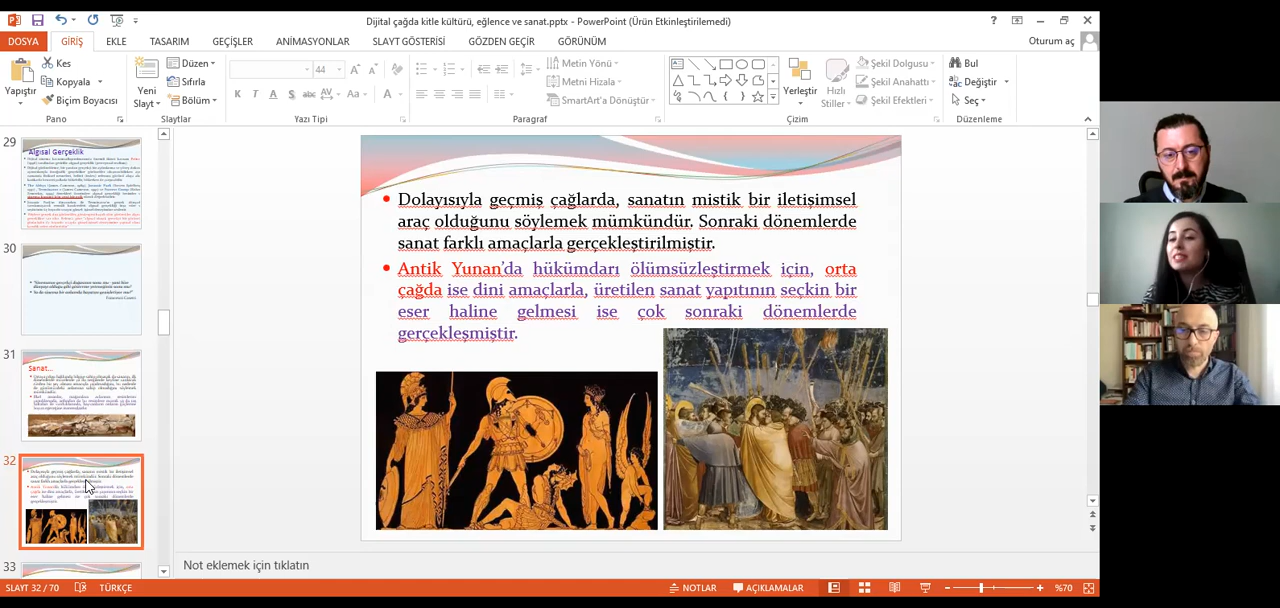 Dijital çağda kitle kültürü, eğlence ve sanat.pptx - PowerPoint (Ürün Etkinleştirilemedi)
DOSYA GİRİŞ EKLE TASARIM GEÇİŞLER ANİMASYONLAR SLAYT GÖSTERİSİ GÖZDEN GEÇİR GÖRÜNÜM Oturum aç
Yapıştır
Kes
Kopyala
Biçim Boyacısı
Pano
Yeni
Slayt
Düzen
Sıfırla
Bölüm
Slaytlar
44
K T A S abc AV Aa A
Yazı Tipi
Metin Yönü
Metni Hizala
SmartArt'a Dönüştür
Paragraf
Yerleştir
Hızlı
Stiller
Şekil Dolgusu
Şekil Anahattı
Şekil Efektleri
Çizim
Bul
Değiştir
Seç
Düzenleme
29
Algısal Gerçeklik
30
31
Sanat...
32
33
Dolayısıyla geçmiş çağlarda, sanatın mistik bir iletişimsel
araç olduğunu söylemek mümkündür. Sonraki dönemlerde
sanat farklı amaçlarla gerçekleştirilmiştir.
Antik Yunan'da hükümdarı ölümsüzleştirmek için, orta
çağda ise dini amaçlarla, üretilen sanat yapıtının seçkin bir
eser haline gelmesi ise çok sonraki dönemlerde
gerçekleşmiştir.
Not eklemek için tıklatın
SLAYT 32 / 70 TÜRKÇE NOTLAR AÇIKLAMALAR %70